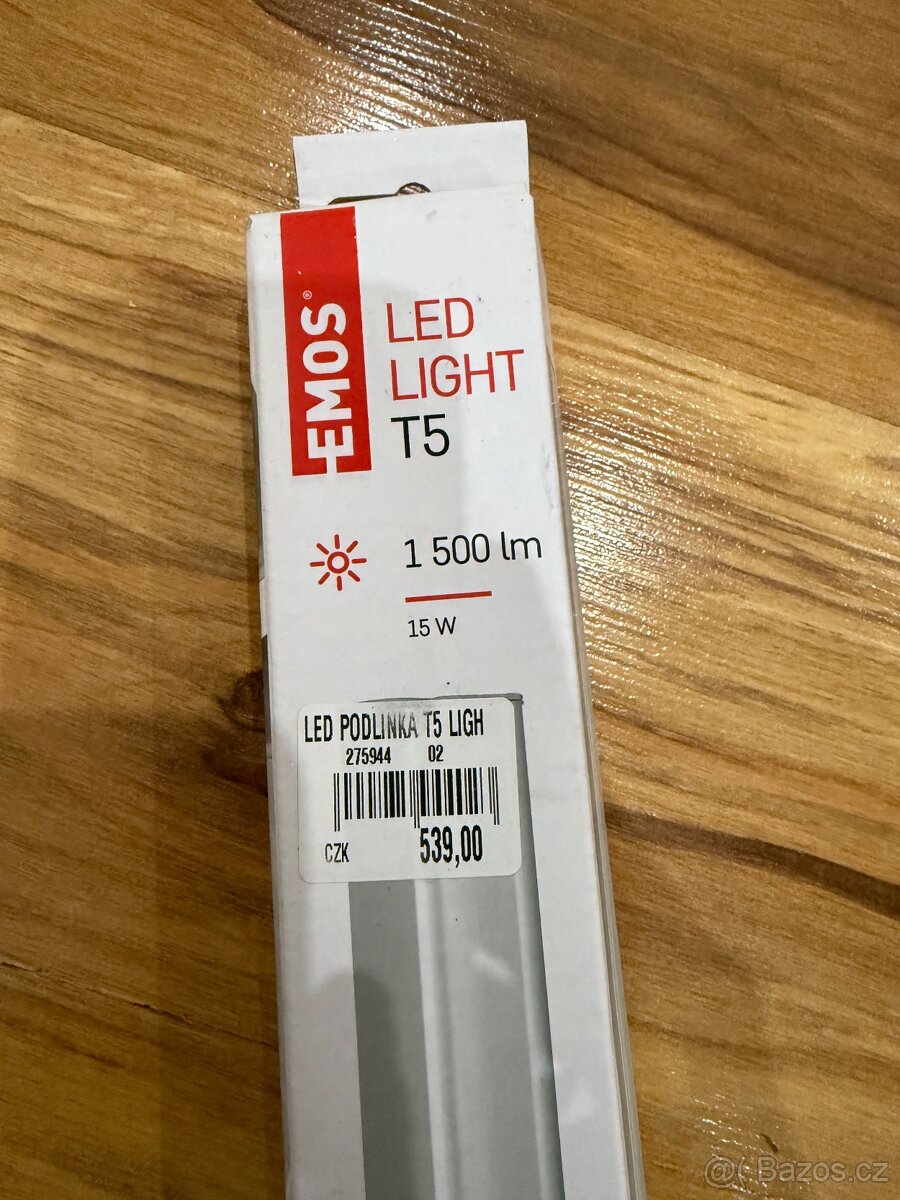 EMOS®
LED
LIGHT
T5
1 500 lm
15 W
LED PODLINKA T5 LIGH
275944 02
CZK 539,00
@( Bazos.cz